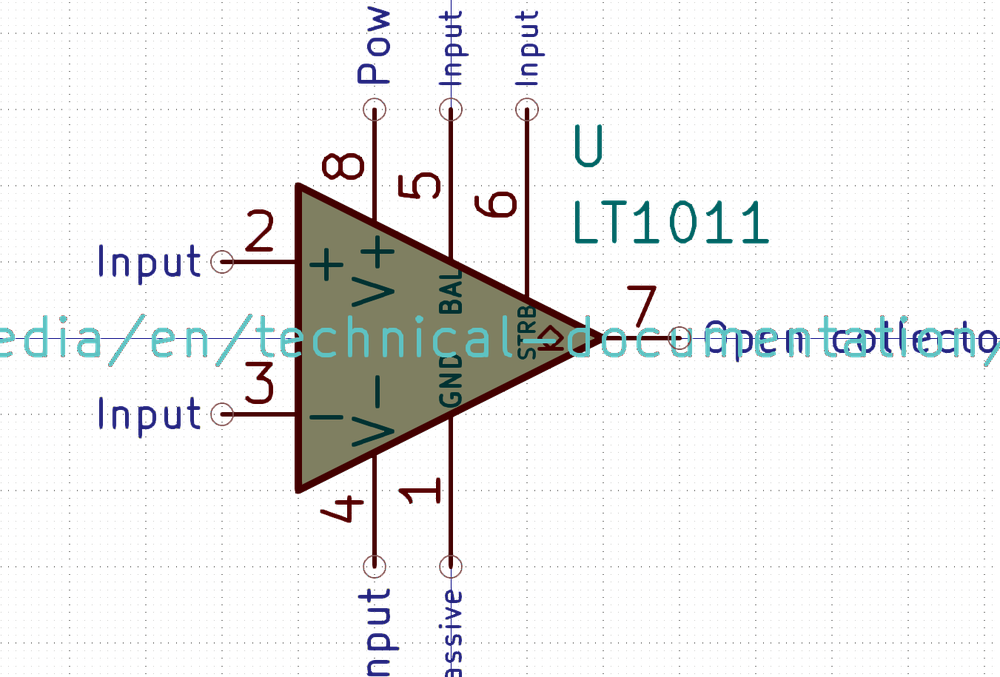 Pow
Input
Input
8
5
6
U
LT1011
2
Input
+
V+
BAL
STRB
7
edia/en/technical-documentation/
Open collecto
3
Input
-
V-
GND
4
1
nput
assive